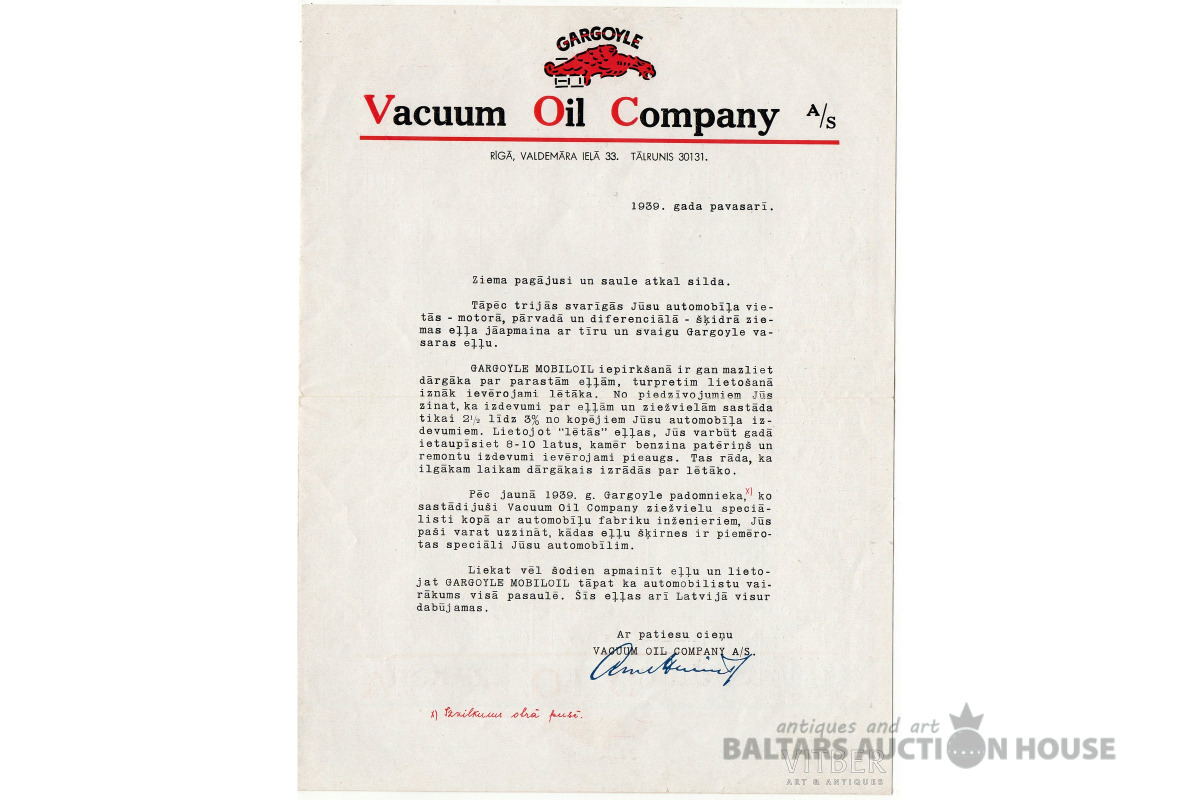 GARGOYLE
Vacuum Oil Company A/S
RĪGĀ, VALDEMĀRA IELĀ 33. TĀLRUNIS 30131.
1939. gada pavasarī.
Ziema pagājusi un saule atkal silda.
Tāpēc trijās svarīgās Jūsu automobīļa vie-
tās - motorā, pārvadā un diferenciālā - šķidrā zie-
mas eļļa jāapmaina ar tīru un svaigu Gargoyle va-
saras eļļu.
GARGOYLE MOBILOIL iepirkšanā ir gan mazliet
dārgāka par parastām eļļām, turpretim lietošanā
iznāk ievērojami lētāka. No piedzīvojumiem Jūs
zinat, ka izdevumi par eļļām un ziežvielām sastāda
tikai 2½ līdz 3% no kopējiem Jūsu automobīļa iz-
devumiem. Lietojot "lētās" eļļas, Jūs varbūt gadā
ietaupīsiet 8-10 latus, kamēr benzina patēriņš un
remontu izdevumi ievērojami pieaugs. Tas rāda, ka
ilgākam laikam dārgākais izrādās par lētāko.
Pēc jaunā 1939. g. Gargoyle padomnieka,x) ko
sastādījuši Vacuum Oil Company ziežvielu speciā-
listi kopā ar automobīļu fabriku inženieriem, Jūs
paši varat uzzināt, kādas eļļu šķirnes ir piemēro-
tas speciāli Jūsu automobīlim.
Liekat vēl šodien apmainīt eļļu un lieto-
jat GARGOYLE MOBILOIL tāpat ka automobilistu vai-
rākums visā pasaulē. Šīs eļļas arī Latvijā visur
dabūjamas.
Ar patiesu cieņu
VACUUM OIL COMPANY A/S.
x) Izvilkums otrā pusē.
antiques and art
BALTARS AUCTION HOUSE
VITBER
ART & ANTIQUES